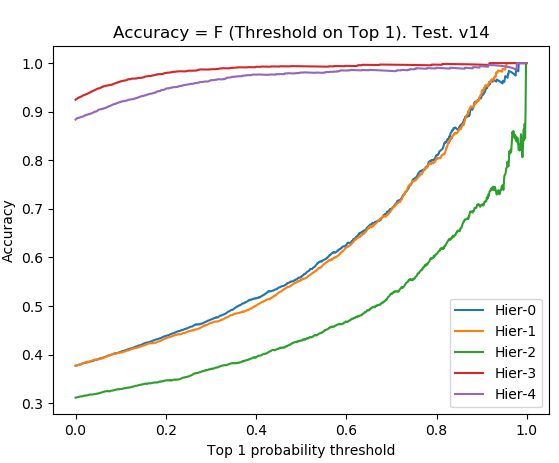 Accuracy = F (Threshold on Top 1). Test. v14
Accuracy
1.0
0.9
0.8
0.7
0.6
0.5
0.4
0.3
Hier-0
Hier-1
Hier-2
Hier-3
Hier-4
0.0 0.2 0.4 0.6 0.8 1.0
Top 1 probability threshold